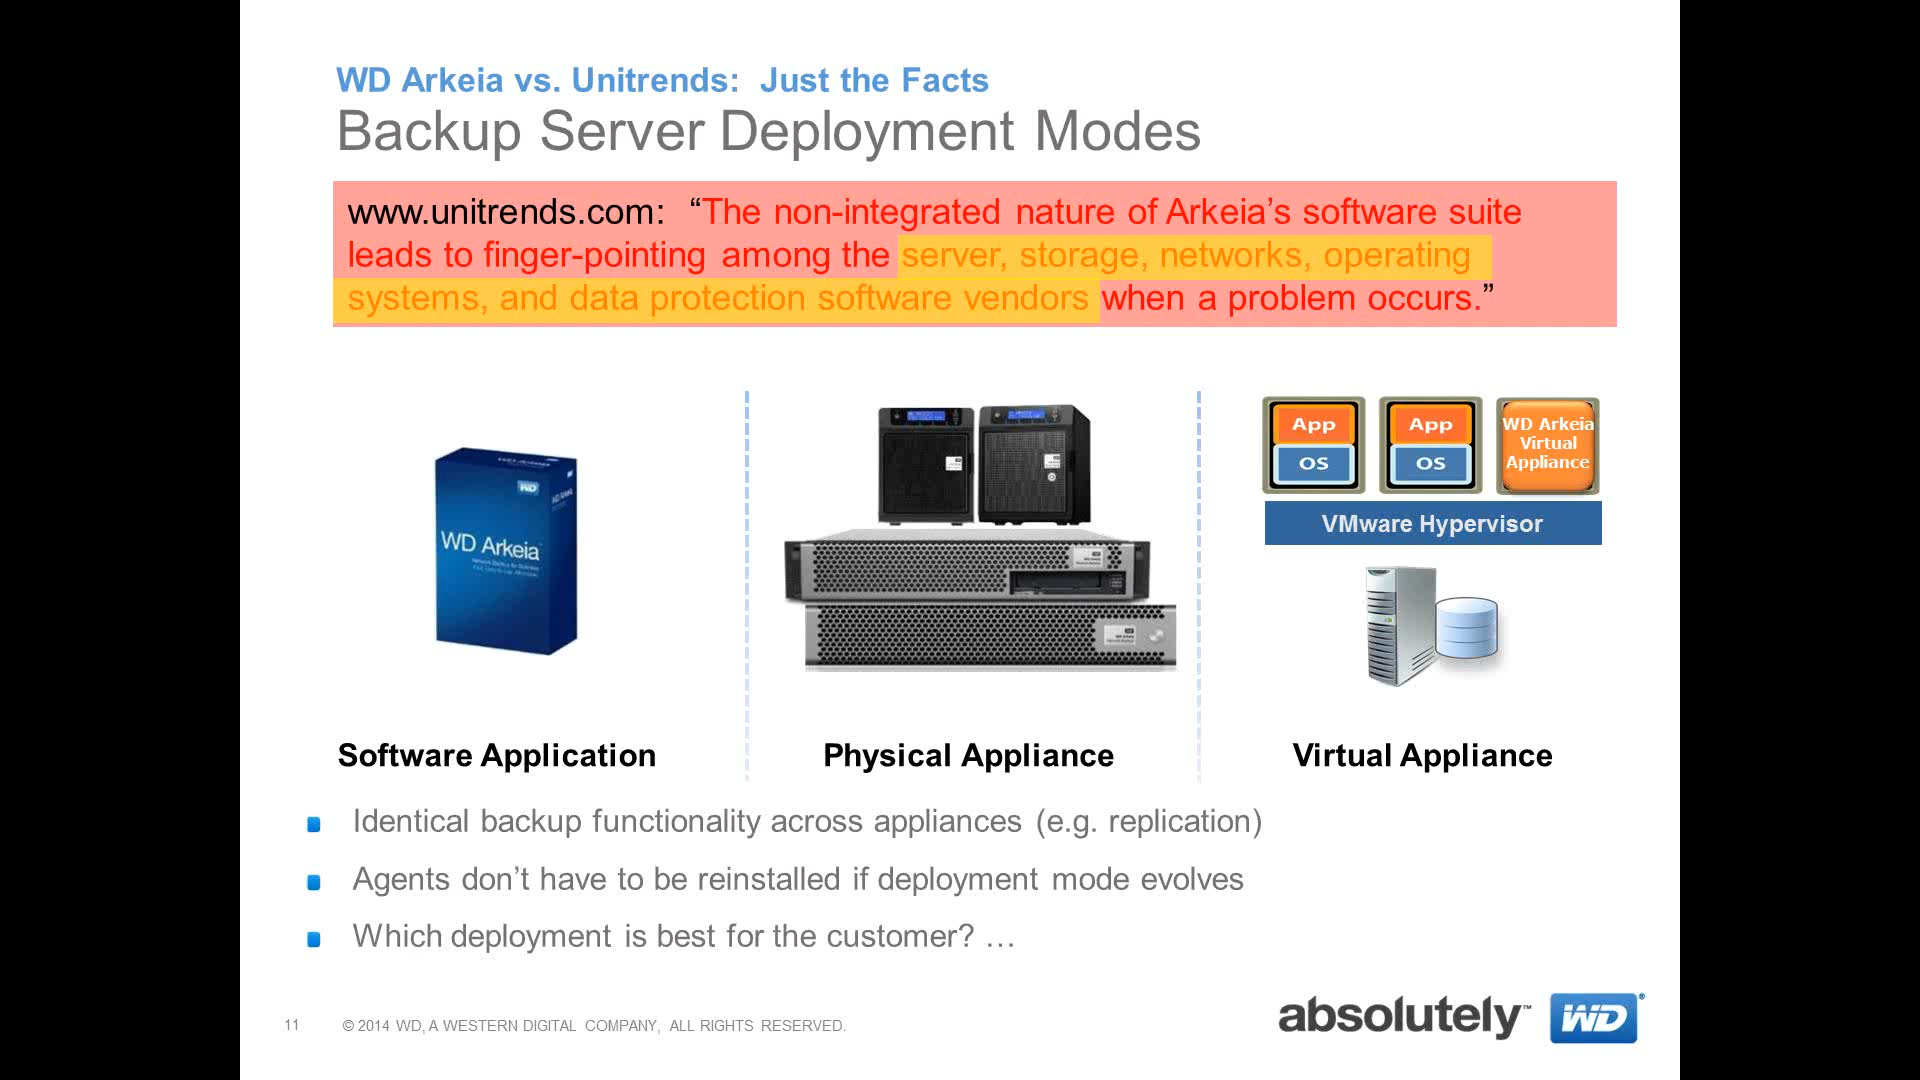 WD Arkeia vs. Unitrends: Just the Facts
Backup Server Deployment Modes
www.unitrends.com: “The non-integrated nature of Arkeia’s software suite
leads to finger-pointing among the server, storage, networks, operating
systems, and data protection software vendors when a problem occurs.”
WD
WD Arkeia
App
OS
App
OS
WD Arkeia
Virtual
Appliance
VMware Hypervisor
Software Application
Physical Appliance
Virtual Appliance
Identical backup functionality across appliances (e.g. replication)
Agents don’t have to be reinstalled if deployment mode evolves
Which deployment is best for the customer? …
11
© 2014 WD, A WESTERN DIGITAL COMPANY, ALL RIGHTS RESERVED.
absolutely™
WD®